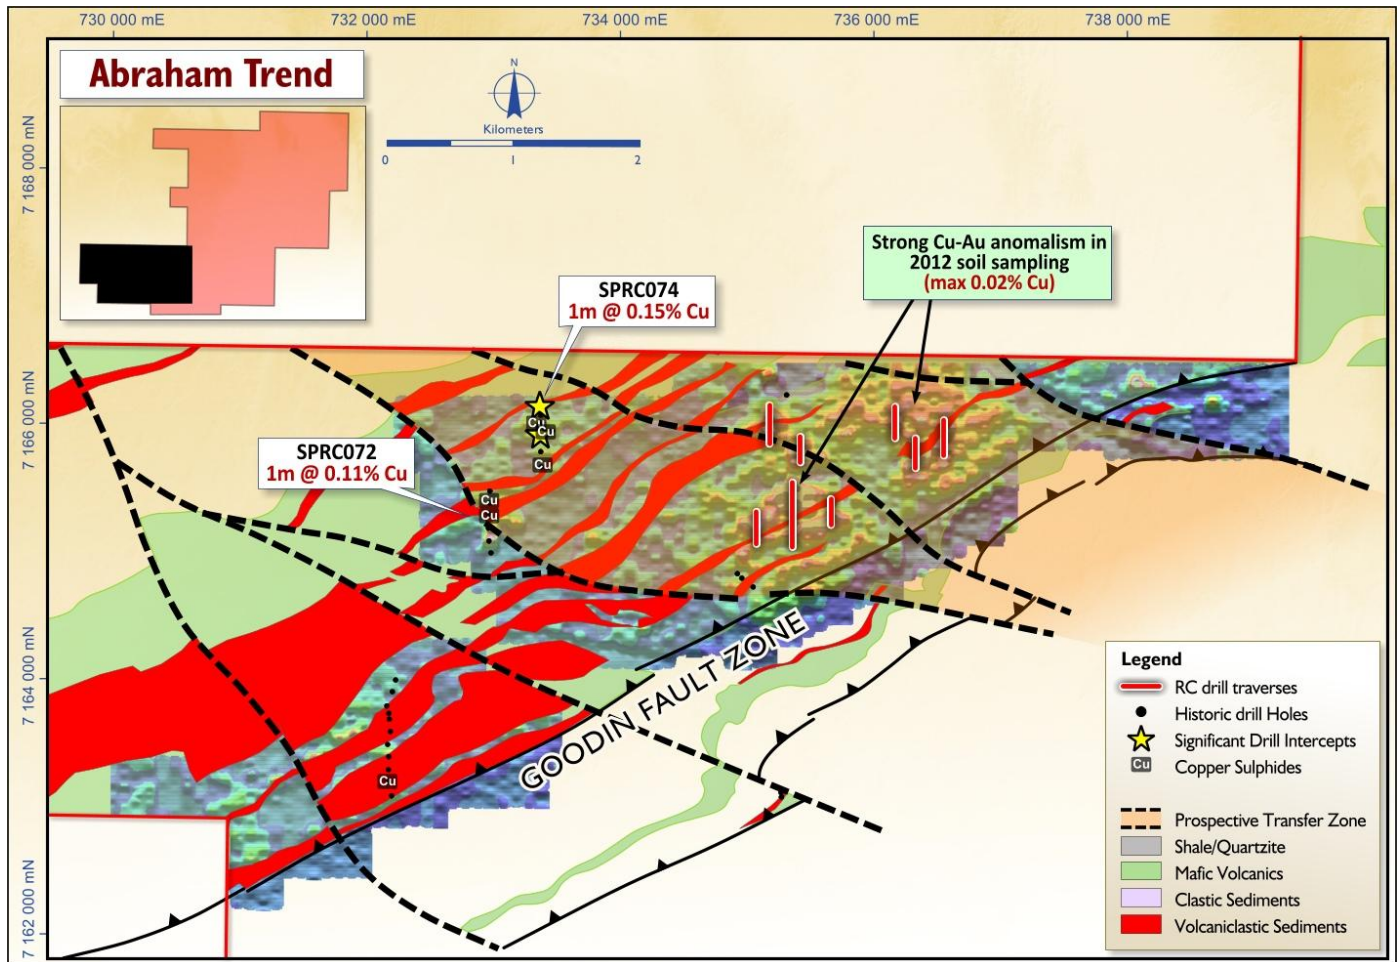 730 000 mE
732 000 mE
734 000 mE
736 000 mE
738 000 mE
Abraham Trend
N
Kilometers
0
1
2
7 168 000 mN
7 166 000 mN
7 164 000 mN
7 162 000 mN
Strong Cu-Au anomalism in
2012 soil sampling
(max 0.02% Cu)
SPRC074
1m @ 0.15% Cu
Cu
Cu
Cu
SPRC072
1m @ 0.11% Cu
Cu
Cu
GOODIN FAULT ZONE
Cu
Legend
RC drill traverses
Historic drill Holes
Significant Drill Intercepts
Cu
Copper Sulphides
Prospective Transfer Zone
Shale/Quartzite
Mafic Volcanics
Clastic Sediments
Volcaniclastic Sediments